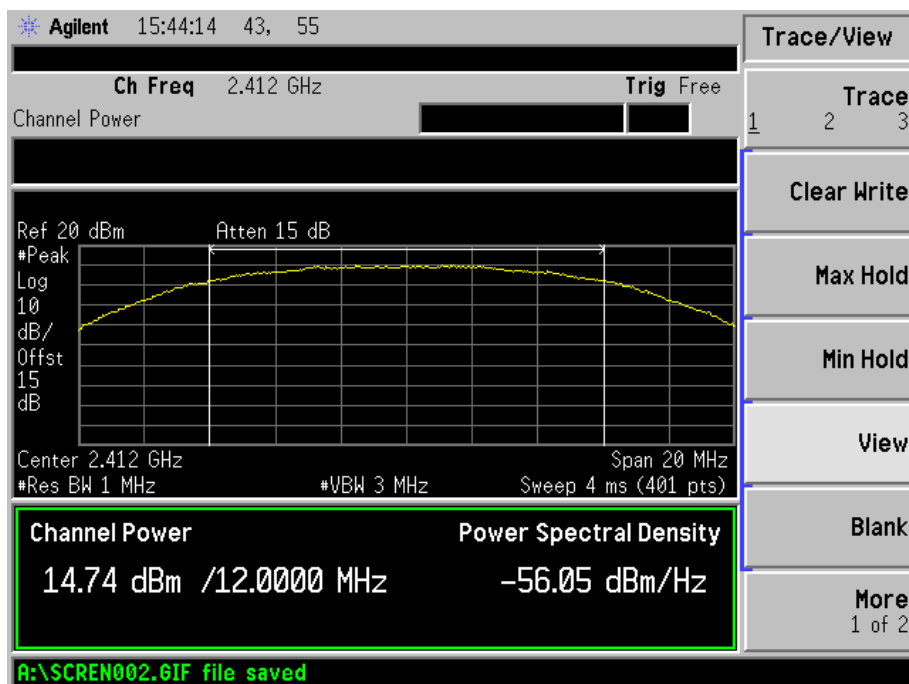 Agilent 15:44:14 43, 55
Trace/View
Ch Freq 2.412 GHz Trig Free
Channel Power
Trace
1 2 3
Clear Write
Ref 20 dBm Atten 15 dB
#Peak
Log
10
dB/
Offst
15
dB
Max Hold
Min Hold
Center 2.412 GHz Span 20 MHz
#Res BW 1 MHz #VBW 3 MHz Sweep 4 ms (401 pts)
View
Channel Power Power Spectral Density
14.74 dBm /12.0000 MHz -56.05 dBm/Hz
Blank
More
1 of 2
A:\SCREN002.GIF file saved